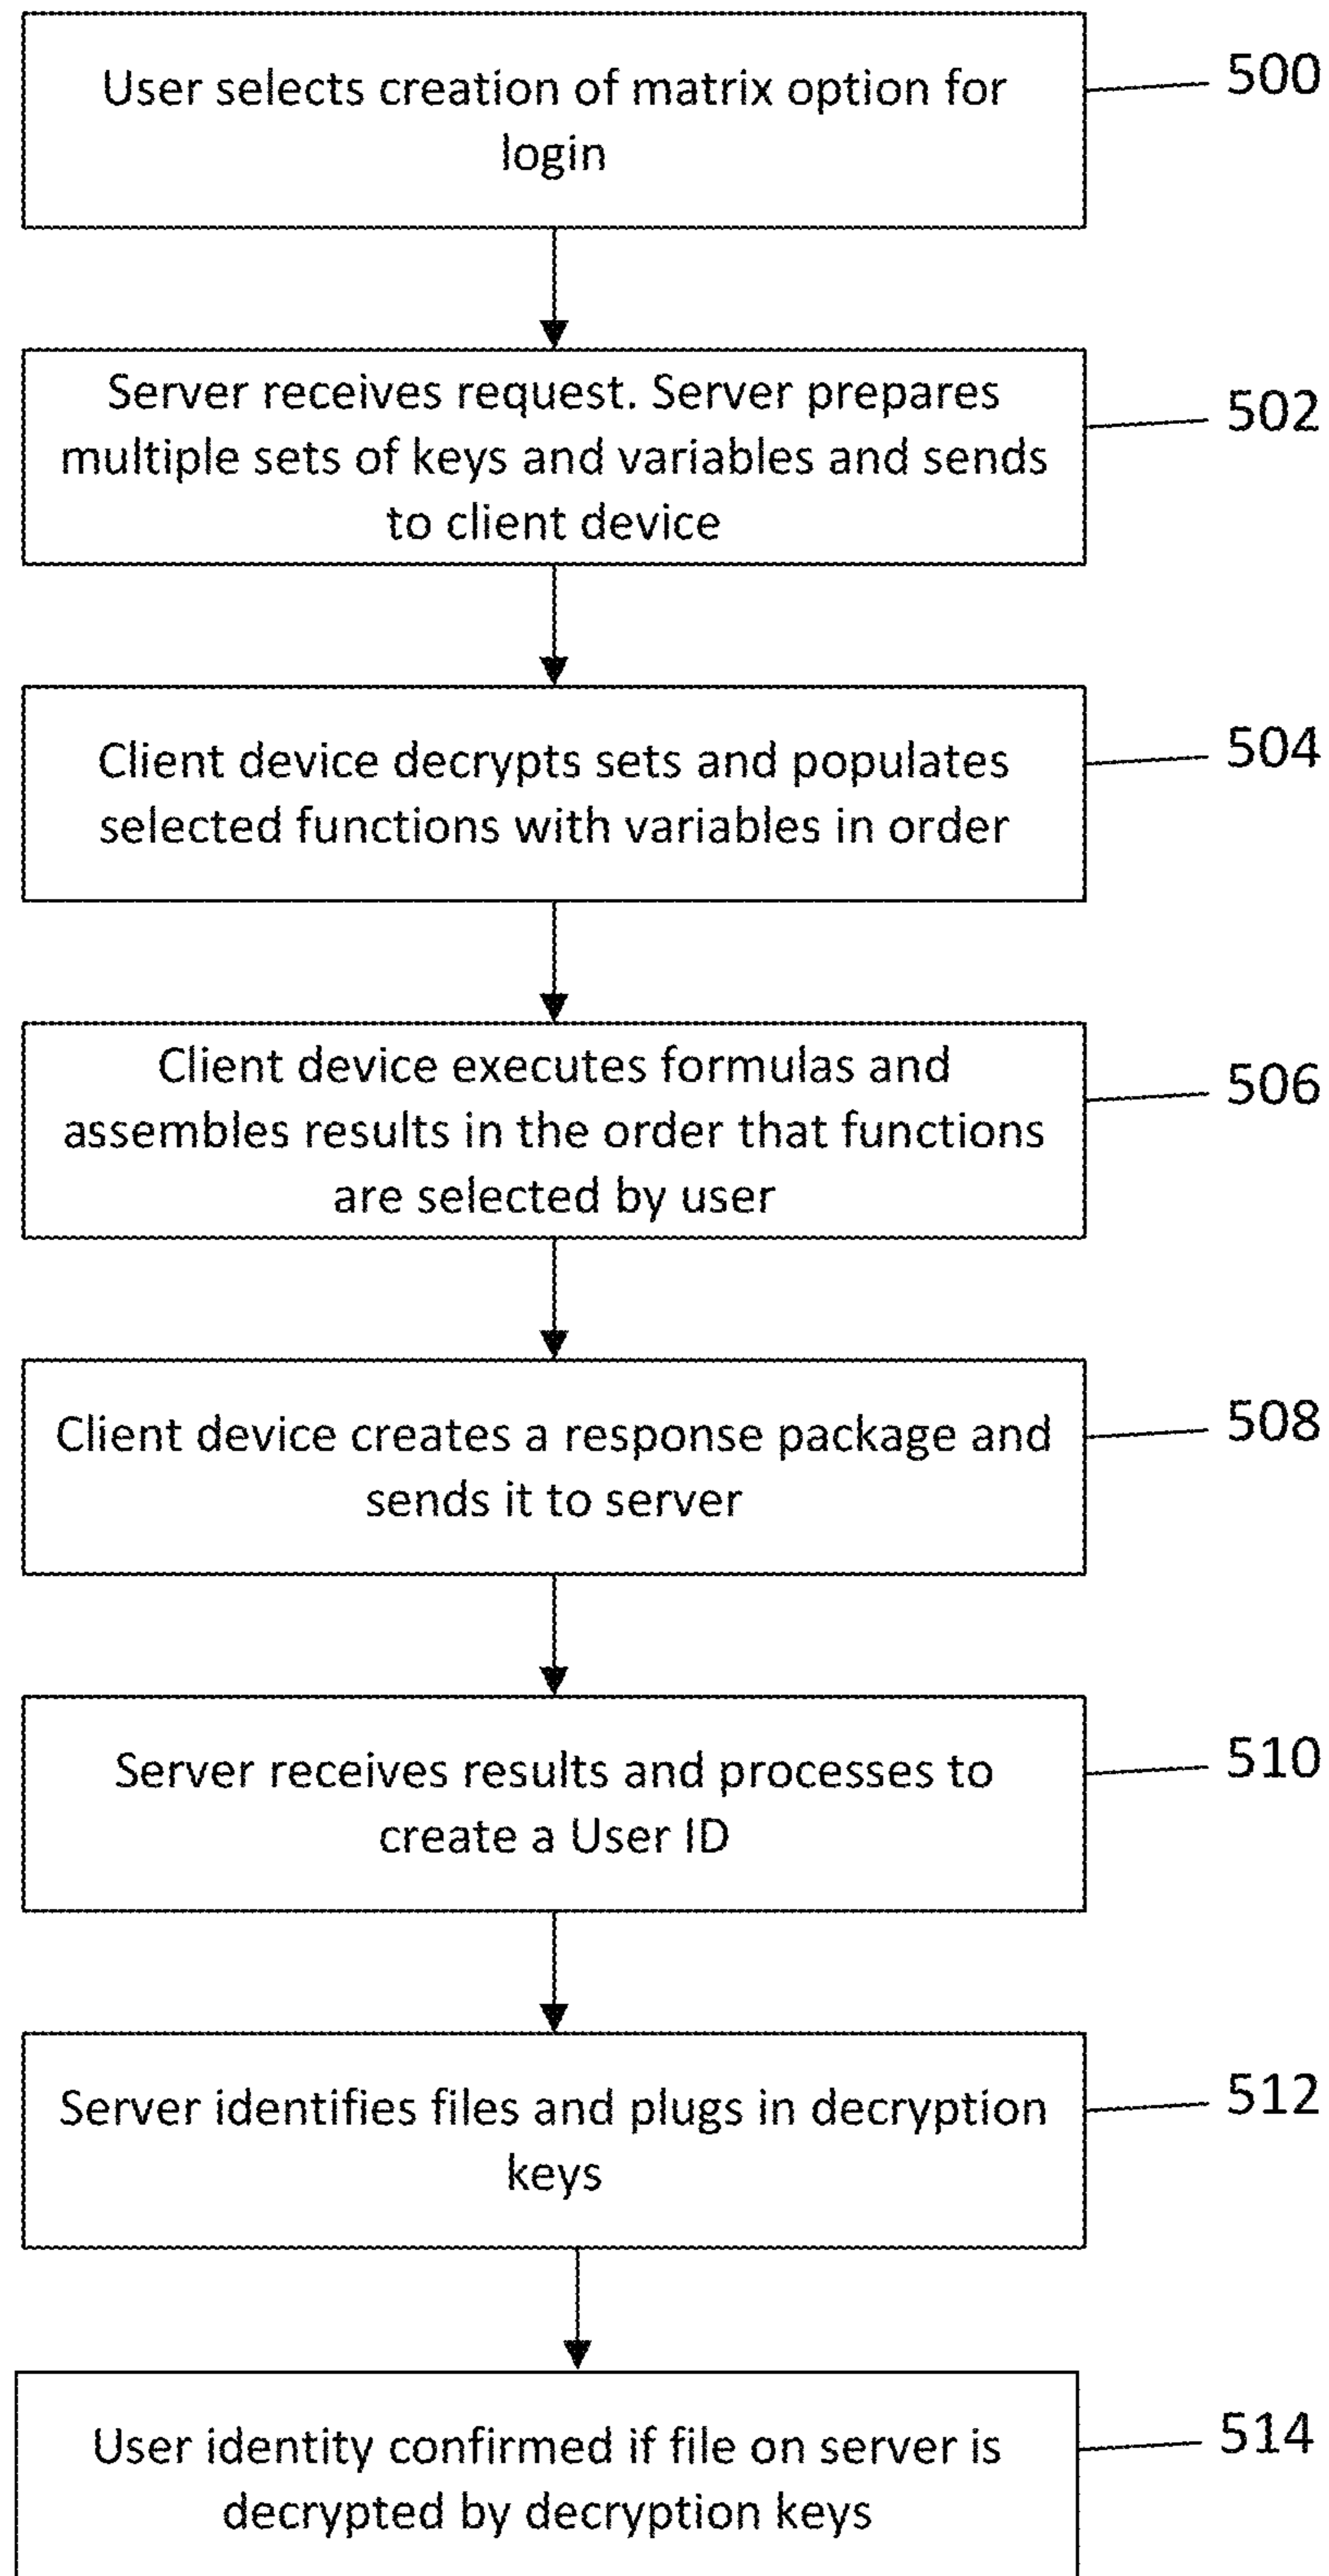 User selects creation of matrix option for
login
500
Server receives request. Server prepares
multiple sets of keys and variables and sends
to client device
502
Client device decrypts sets and populates
selected functions with variables in order
504
Client device executes formulas and
assembles results in the order that functions
are selected by user
506
Client device creates a response package and
sends it to server
508
Server receives results and processes to
create a User ID
510
Server identifies files and plugs in decryption
keys
512
User identity confirmed if file on server is
decrypted by decryption keys
514